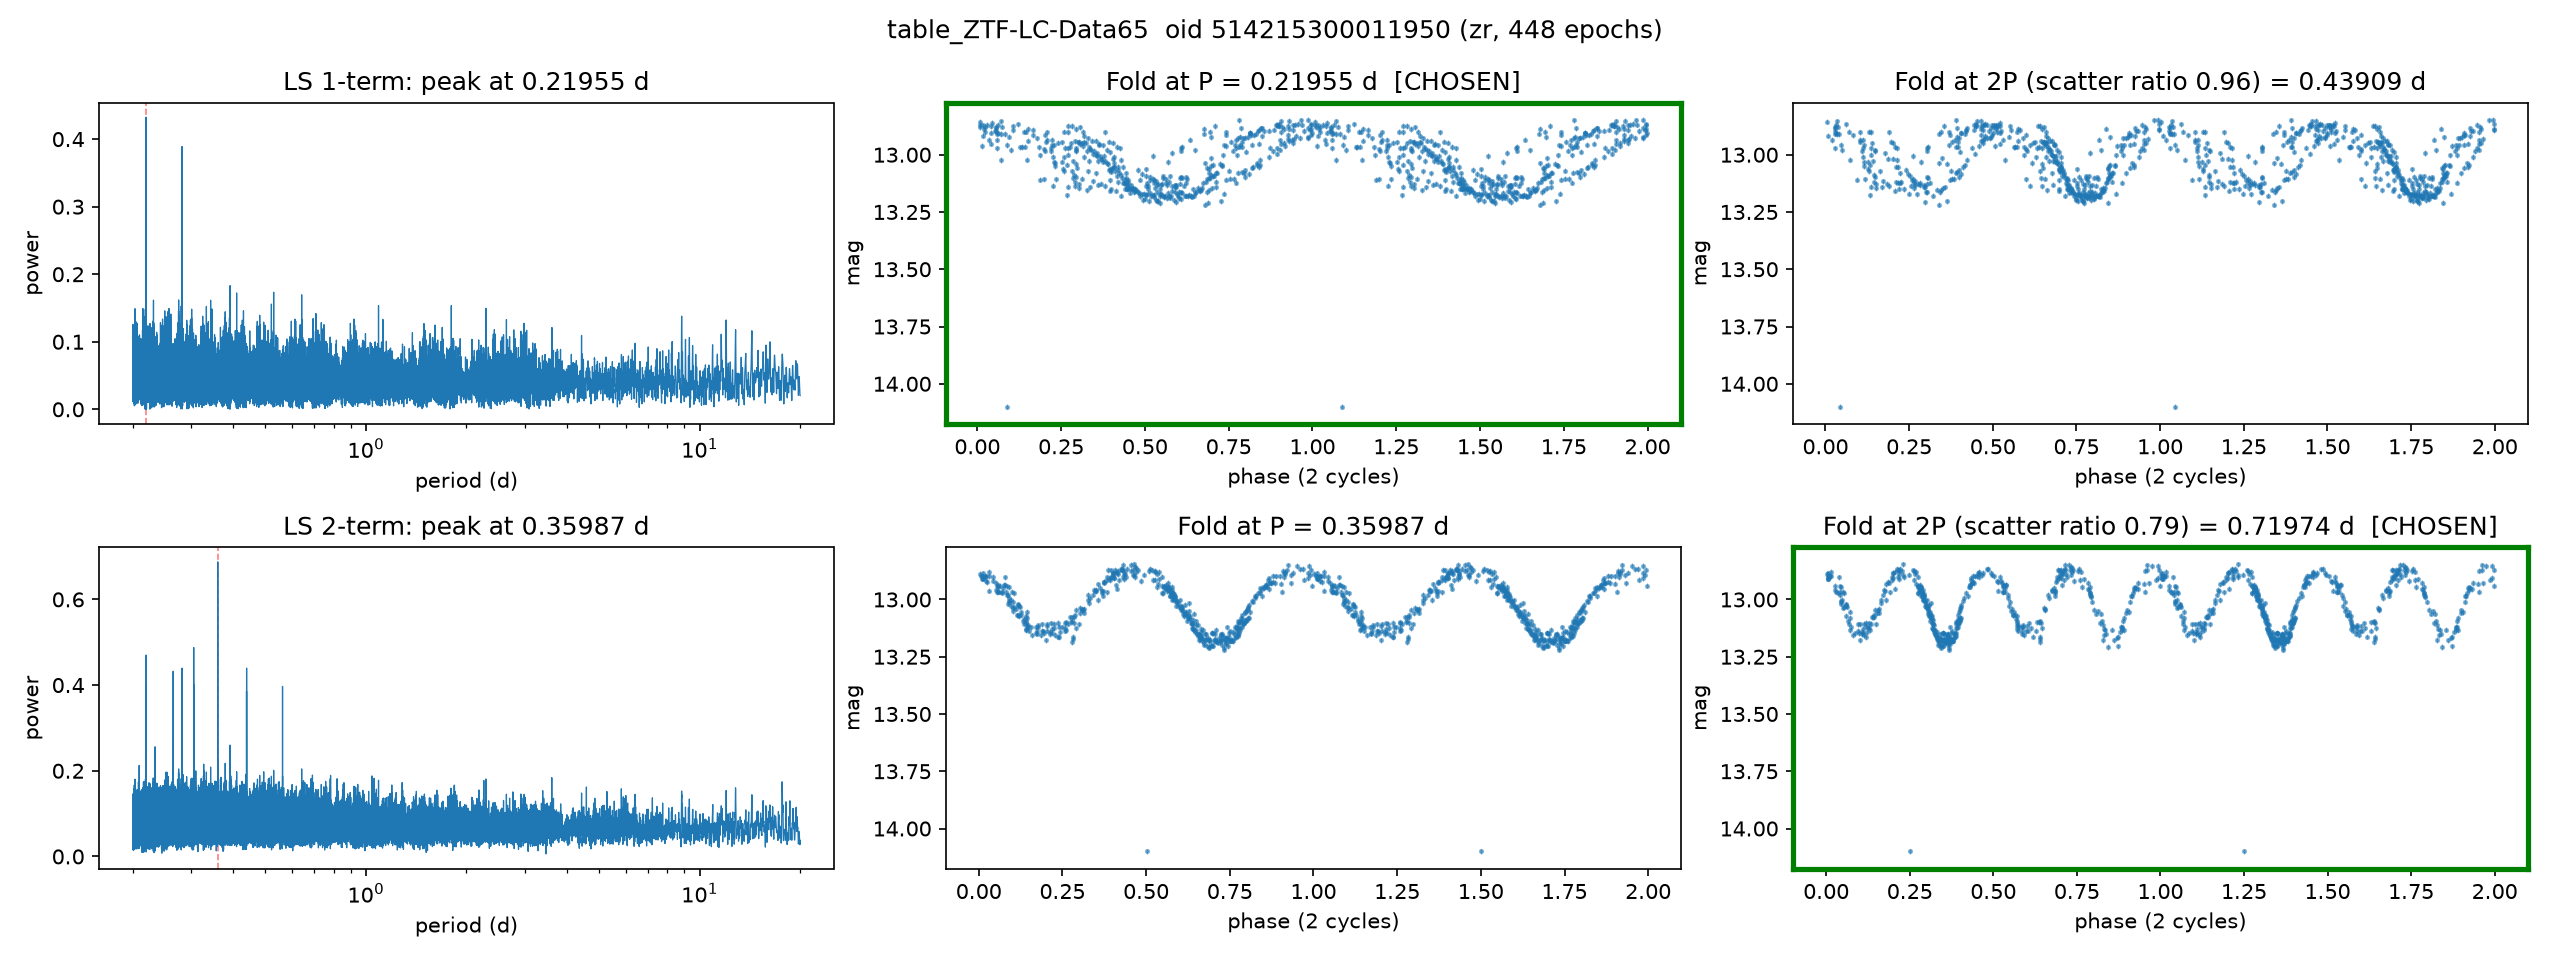 table_ZTF-LC-Data65  oid 514215300011950 (zr, 448 epochs)
LS 1-term: peak at 0.21955 d
power
0.4
0.3
0.2
0.1
0.0
10^0
10^1
period (d)
Fold at P = 0.21955 d  [CHOSEN]
mag
13.00
13.25
13.50
13.75
14.00
0.00 0.25 0.50 0.75 1.00 1.25 1.50 1.75 2.00
phase (2 cycles)
Fold at 2P (scatter ratio 0.96) = 0.43909 d
mag
13.00
13.25
13.50
13.75
14.00
0.00 0.25 0.50 0.75 1.00 1.25 1.50 1.75 2.00
phase (2 cycles)
LS 2-term: peak at 0.35987 d
power
0.6
0.4
0.2
0.0
10^0
10^1
period (d)
Fold at P = 0.35987 d
mag
13.00
13.25
13.50
13.75
14.00
0.00 0.25 0.50 0.75 1.00 1.25 1.50 1.75 2.00
phase (2 cycles)
Fold at 2P (scatter ratio 0.79) = 0.71974 d  [CHOSEN]
mag
13.00
13.25
13.50
13.75
14.00
0.00 0.25 0.50 0.75 1.00 1.25 1.50 1.75 2.00
phase (2 cycles)